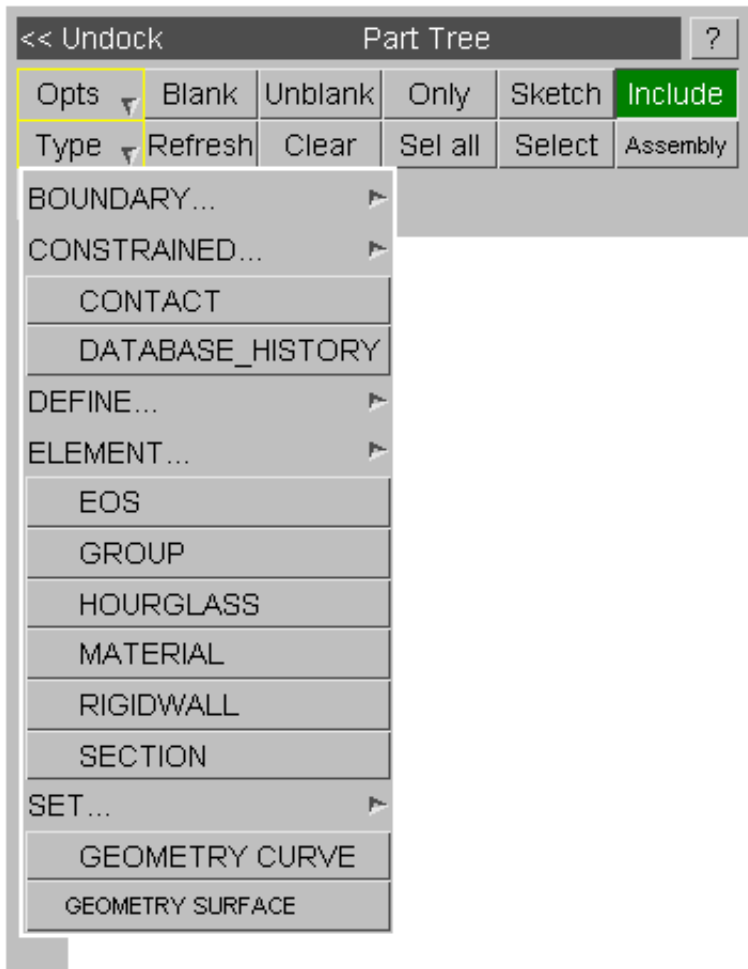 << Undock Part Tree ?
Opts Blank Unblank Only Sketch Include
Type Refresh Clear Sel all Select Assembly
BOUNDARY...
CONSTRAINED...
CONTACT
DATABASE_HISTORY
DEFINE...
ELEMENT...
EOS
GROUP
HOURGLASS
MATERIAL
RIGIDWALL
SECTION
SET...
GEOMETRY CURVE
GEOMETRY SURFACE